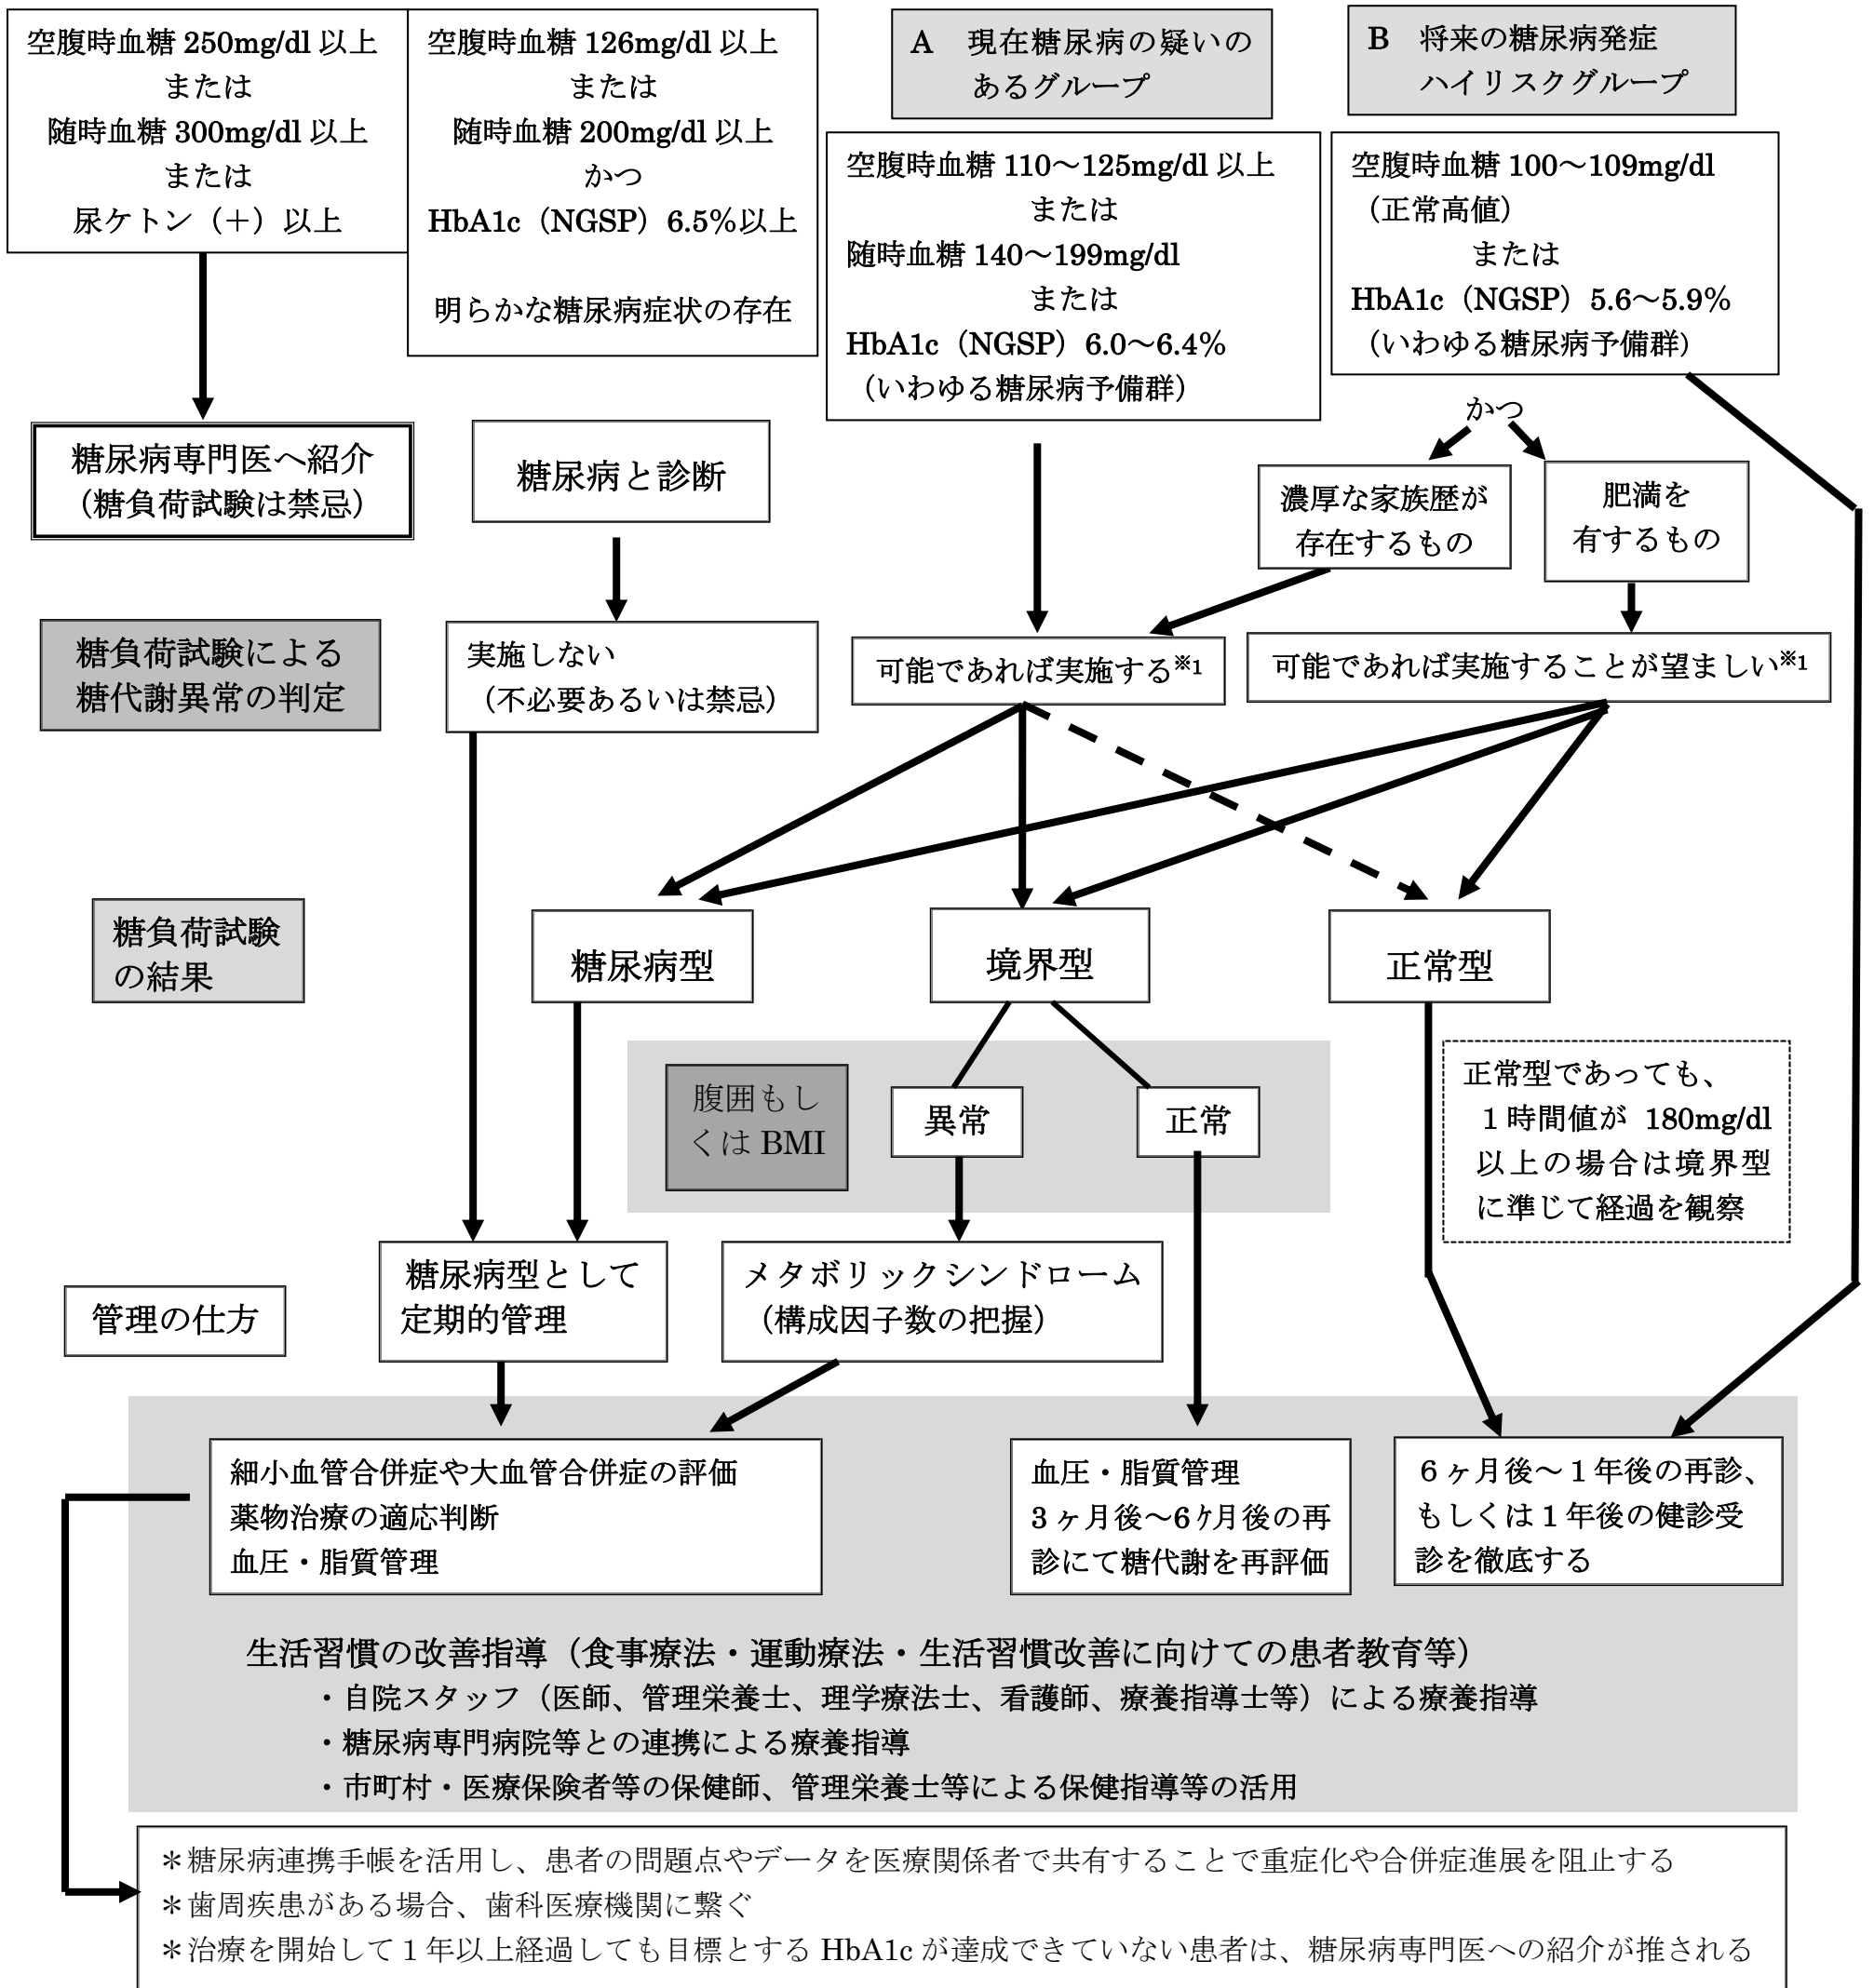 空腹時血糖 250mg/dl 以上
または
随時血糖 300mg/dl 以上
または
尿ケトン（＋）以上
空腹時血糖 126mg/dl 以上
または
随時血糖 200mg/dl 以上
かつ
HbA1c（NGSP）6.5％以上
明らかな糖尿病症状の存在
A　現在糖尿病の疑いの
あるグループ
B　将来の糖尿病発症
ハイリスクグループ
空腹時血糖 110～125mg/dl 以上
または
随時血糖 140～199mg/dl
または
HbA1c（NGSP）6.0～6.4％
（いわゆる糖尿病予備群）
空腹時血糖 100～109mg/dl
（正常高値）
または
HbA1c（NGSP）5.6～5.9％
（いわゆる糖尿病予備群）
かつ
糖尿病専門医へ紹介
（糖負荷試験は禁忌）
糖尿病と診断
濃厚な家族歴が
存在するもの
肥満を
有するもの
糖負荷試験による
糖代謝異常の判定
実施しない
（不必要あるいは禁忌）
可能であれば実施する※1
可能であれば実施することが望ましい※1
糖負荷試験
の結果
糖尿病型
境界型
正常型
腹囲もし
くは BMI
異常
正常
正常型であっても、
１時間値が 180mg/dl
以上の場合は境界型
に準じて経過を観察
管理の仕方
糖尿病型として
定期的管理
メタボリックシンドローム
（構成因子数の把握）
細小血管合併症や大血管合併症の評価
薬物治療の適応判断
血圧・脂質管理
血圧・脂質管理
3 ヶ月後～6ヶ月後の再
診にて糖代謝を再評価
６ヶ月後～１年後の再診、
もしくは１年後の健診受
診を徹底する
生活習慣の改善指導（食事療法・運動療法・生活習慣改善に向けての患者教育等）
・自院スタッフ（医師、管理栄養士、理学療法士、看護師、療養指導士等）による療養指導
・糖尿病専門病院等との連携による療養指導
・市町村・医療保険者等の保健師、管理栄養士等による保健指導等の活用
＊糖尿病連携手帳を活用し、患者の問題点やデータを医療関係者で共有することで重症化や合併症進展を阻止する
＊歯周疾患がある場合、歯科医療機関に繋ぐ
＊治療を開始して１年以上経過しても目標とする HbA1c が達成できていない患者は、糖尿病専門医への紹介が推される